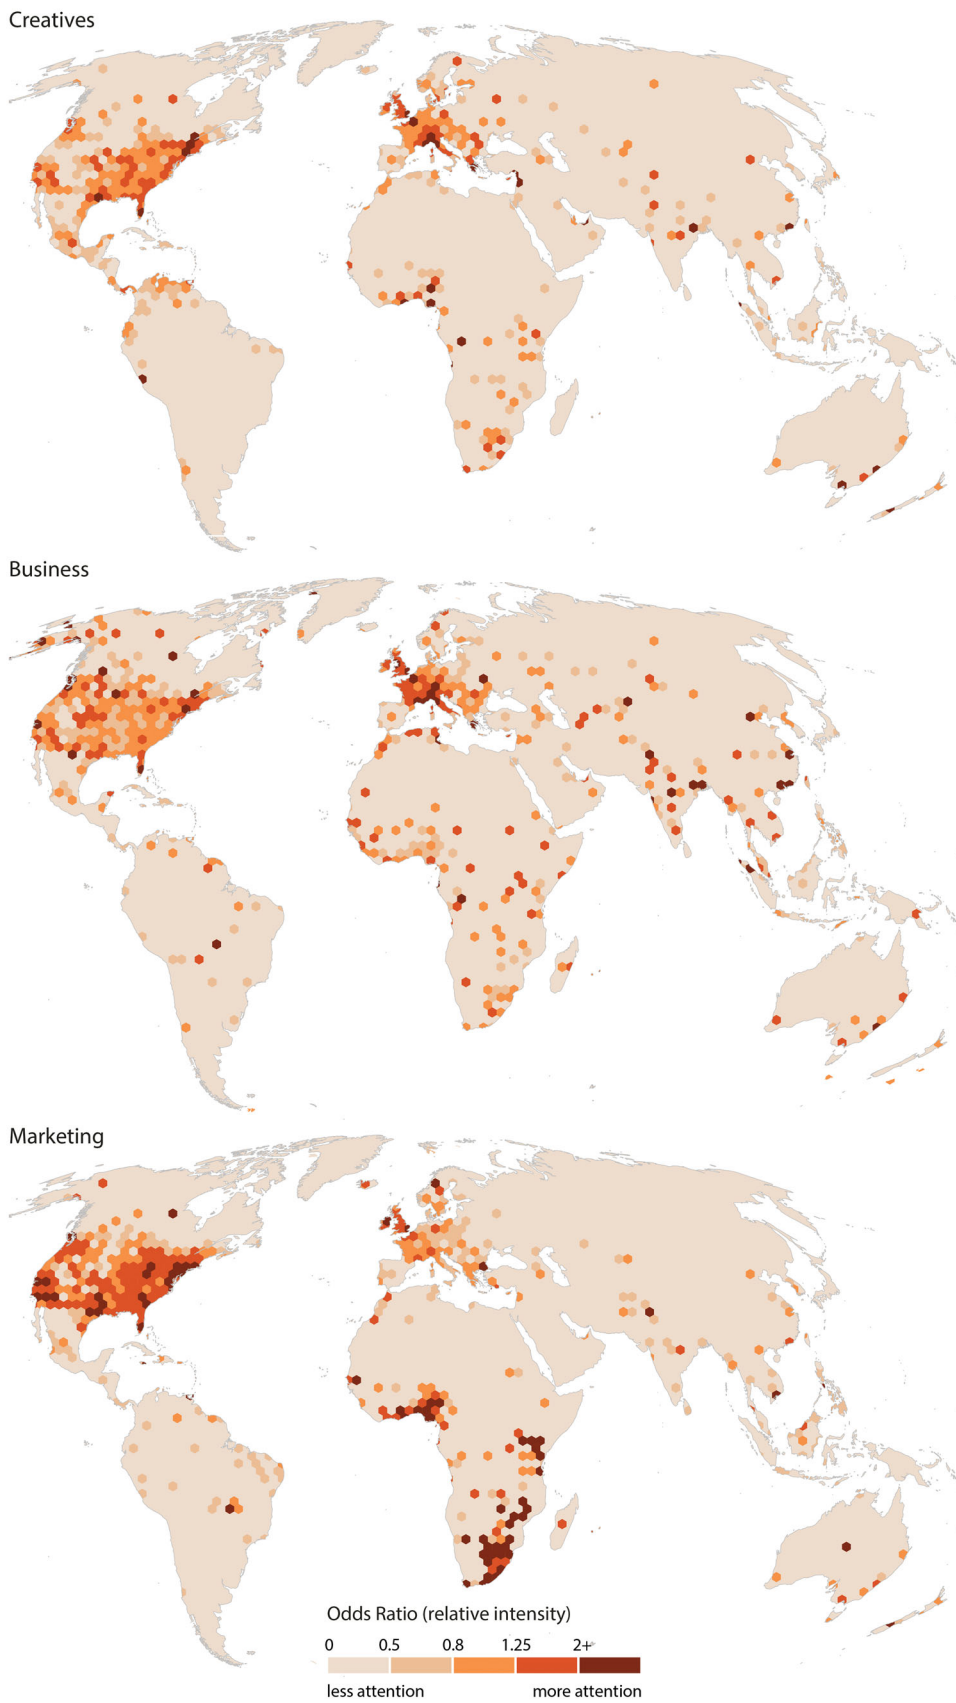 Creatives
Business
Marketing
Odds Ratio (relative intensity)
0 0.5 0.8 1.25 2+
less attention more attention